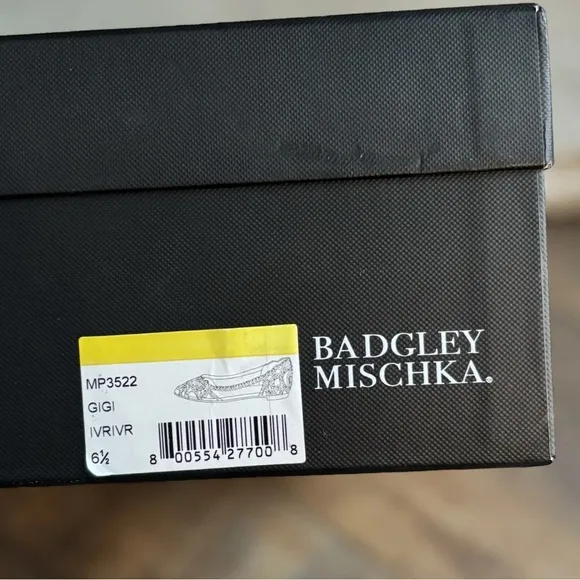 BADGLEY
MISCHKA®
MP3522
GIGI
IVRIVR
6½
8 00554 27700 8